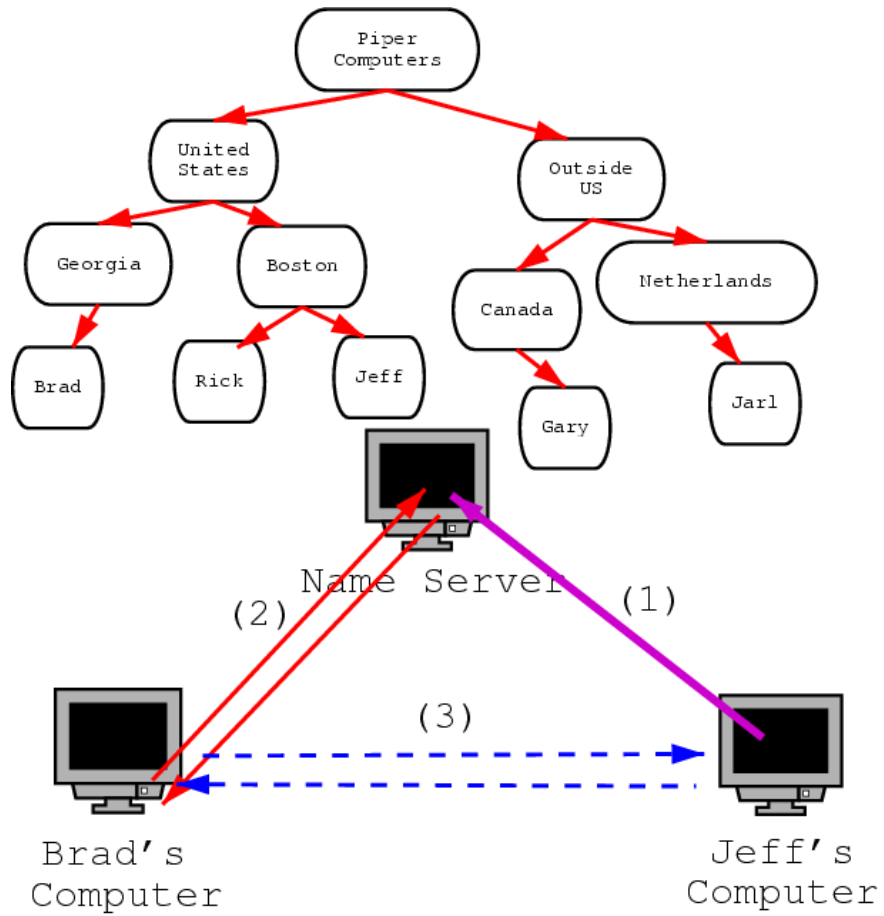 Piper
Computers
United
States
Outside
US
Georgia
Boston
Canada
Netherlands
Brad
Rick
Jeff
Gary
Jarl
Name Server
(2)
(1)
(3)
Brad's
Computer
Jeff's
Computer